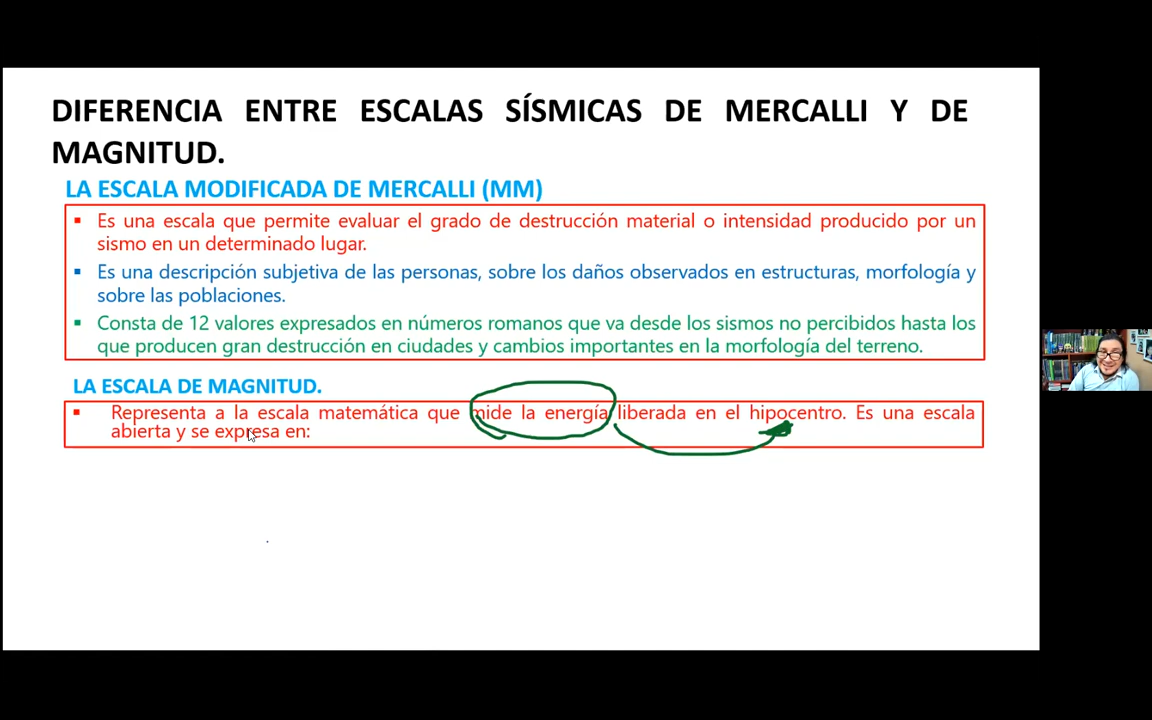 DIFERENCIA ENTRE ESCALAS SÍSMICAS DE MERCALLI Y DE
MAGNITUD.
LA ESCALA MODIFICADA DE MERCALLI (MM)
▪ Es una escala que permite evaluar el grado de destrucción material o intensidad producido por un
sismo en un determinado lugar.
▪ Es una descripción subjetiva de las personas, sobre los daños observados en estructuras, morfología y
sobre las poblaciones.
▪ Consta de 12 valores expresados en números romanos que va desde los sismos no percibidos hasta los
que producen gran destrucción en ciudades y cambios importantes en la morfología del terreno.
LA ESCALA DE MAGNITUD.
▪ Representa a la escala matemática que mide la energía liberada en el hipocentro. Es una escala
abierta y se expresa en: